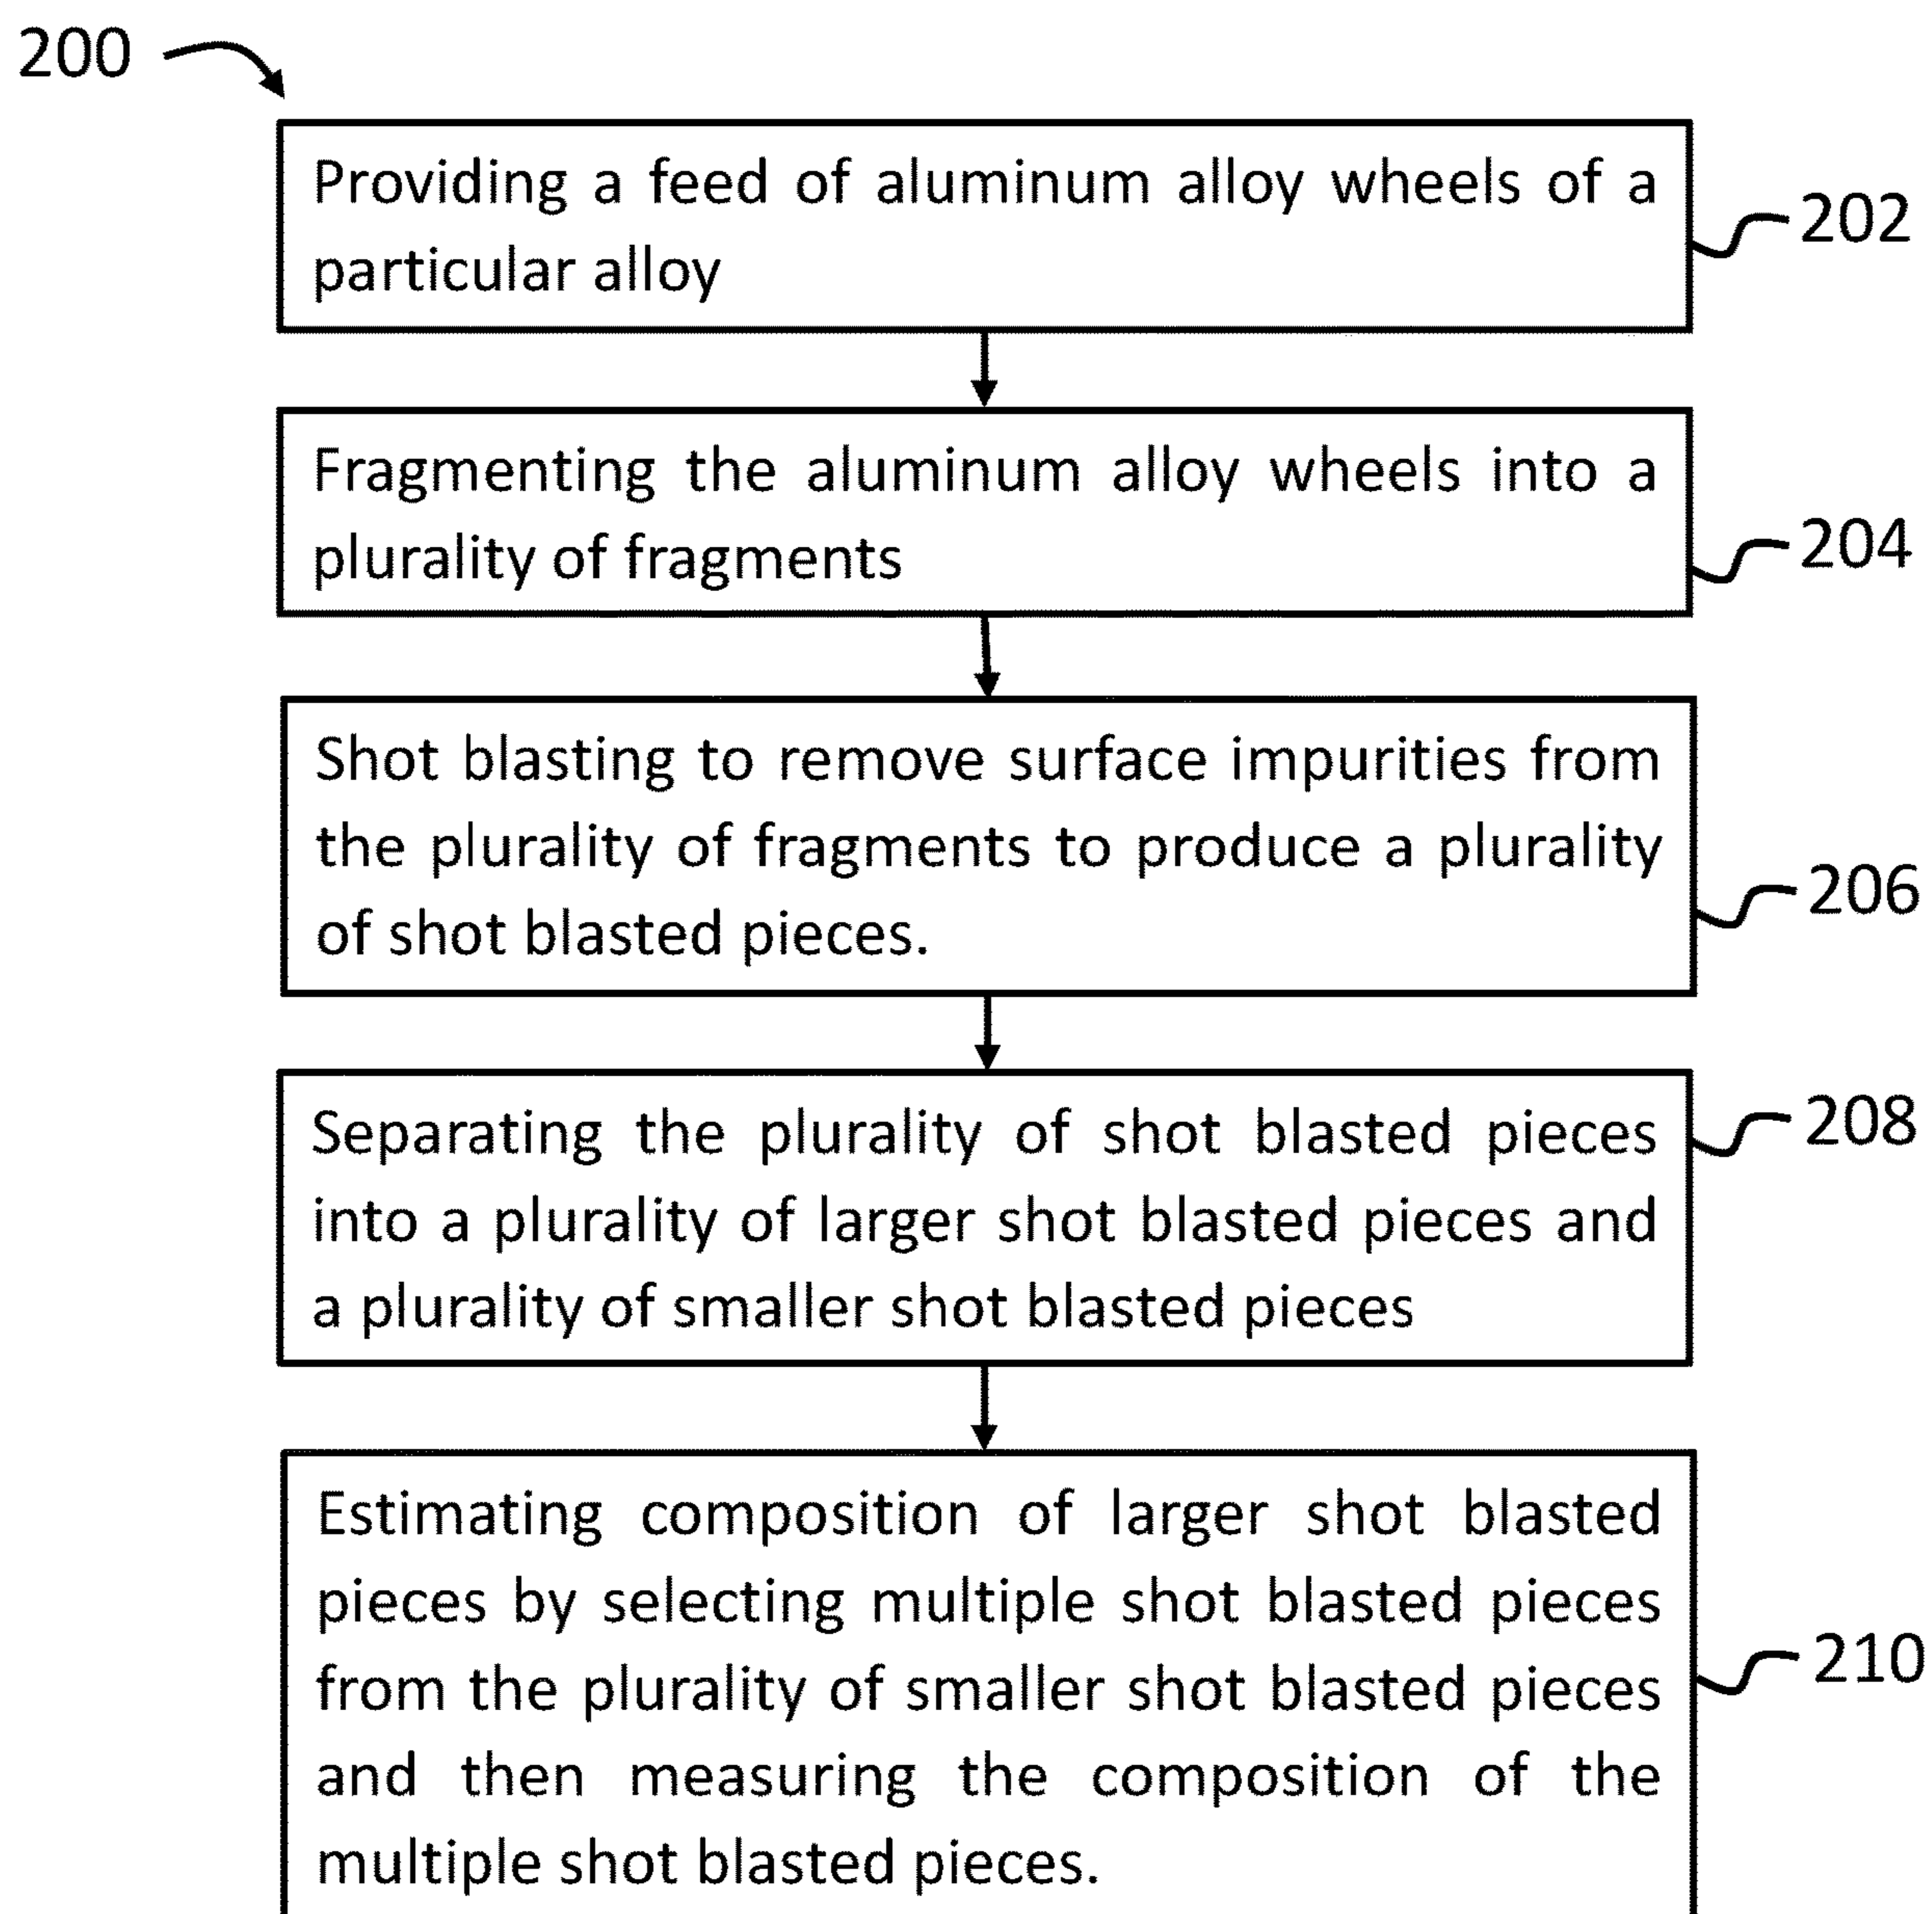 200
Providing a feed of aluminum alloy wheels of a
particular alloy
202
Fragmenting the aluminum alloy wheels into a
plurality of fragments
204
Shot blasting to remove surface impurities from
the plurality of fragments to produce a plurality
of shot blasted pieces.
206
Separating the plurality of shot blasted pieces
into a plurality of larger shot blasted pieces and
a plurality of smaller shot blasted pieces
208
Estimating composition of larger shot blasted
pieces by selecting multiple shot blasted pieces
from the plurality of smaller shot blasted pieces
and then measuring the composition of the
multiple shot blasted pieces.
210